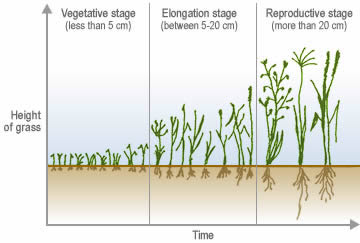 Vegetative stage
(less than 5 cm)
Elongation stage
(between 5-20 cm)
Reproductive stage
(more than 20 cm)
Height
of grass
Time